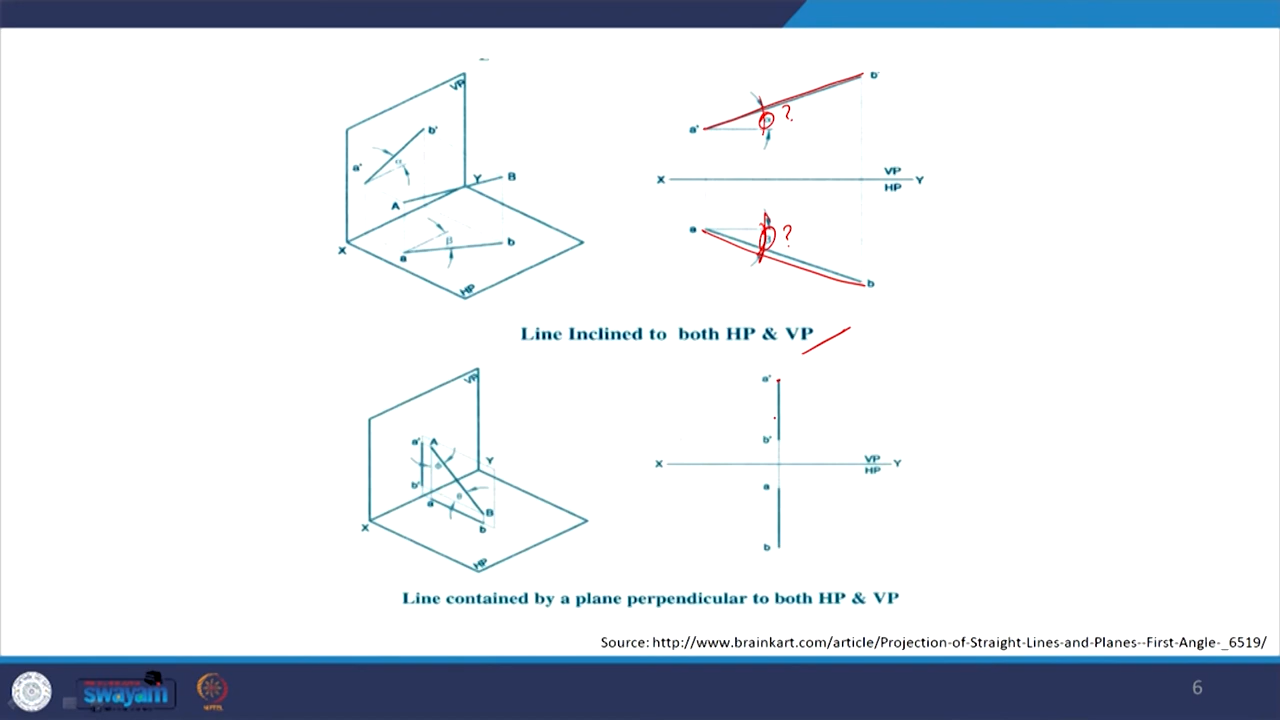 VP
b'
a'
α
Y
B
A
β
b
a
X
HP
b'
φ ?
a'
X
VP
HP
Y
a
?
b
Line Inclined to both HP & VP
VP
a'
A
Y
Φ
b'
θ
a
B
b
X
HP
a'
b'
X
VP
HP
Y
a
b
Line contained by a plane perpendicular to both HP & VP
Source: http://www.brainkart.com/article/Projection-of-Straight-Lines-and-Planes--First-Angle-_6519/
swayam
6